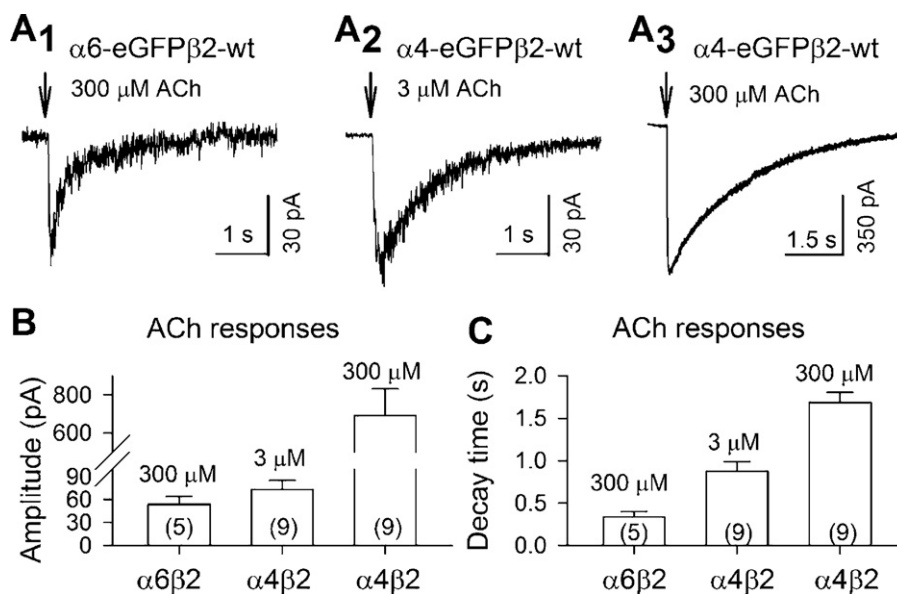 A1 α6-eGFPβ2-wt
300 μM ACh
1 s
30 pA
A2 α4-eGFPβ2-wt
3 μM ACh
1 s
30 pA
A3 α4-eGFPβ2-wt
300 μM ACh
1.5 s
350 pA
B ACh responses
Amplitude (pA)
800
600
90
60
30
0
300 μM
3 μM
300 μM
(5) (9) (9)
α6β2 α4β2 α4β2
C ACh responses
Decay time (s)
2.0
1.5
1.0
0.5
0.0
300 μM
3 μM
300 μM
(5) (9) (9)
α6β2 α4β2 α4β2